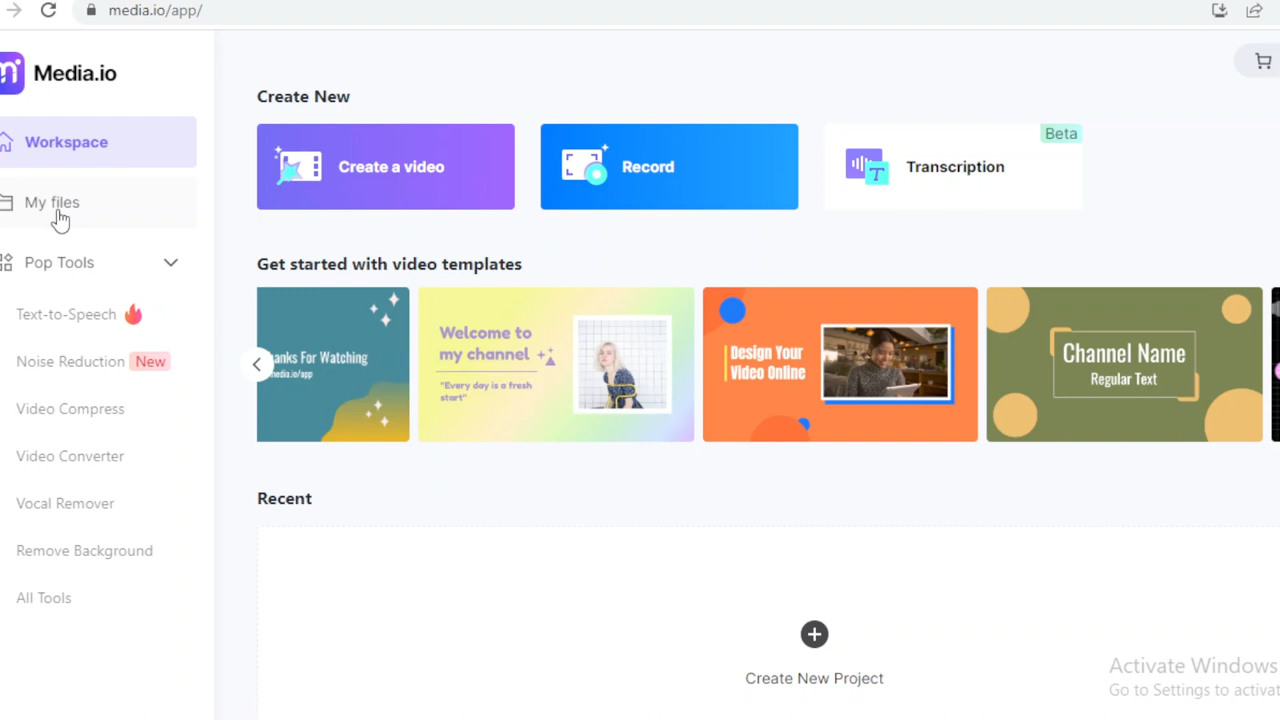 media.io/app/
Media.io
Workspace
My files
Pop Tools
Text-to-Speech
Noise Reduction New
Video Compress
Video Converter
Vocal Remover
Remove Background
All Tools
Create New
Create a video
Record
Beta
Transcription
Get started with video templates
hanks For Watching
media.io/app
Welcome to
my channel
"Every day is a fresh
start"
Design Your
Video Online
Channel Name
Regular Text
Recent
Create New Project
Activate Windows
Go to Settings to activat